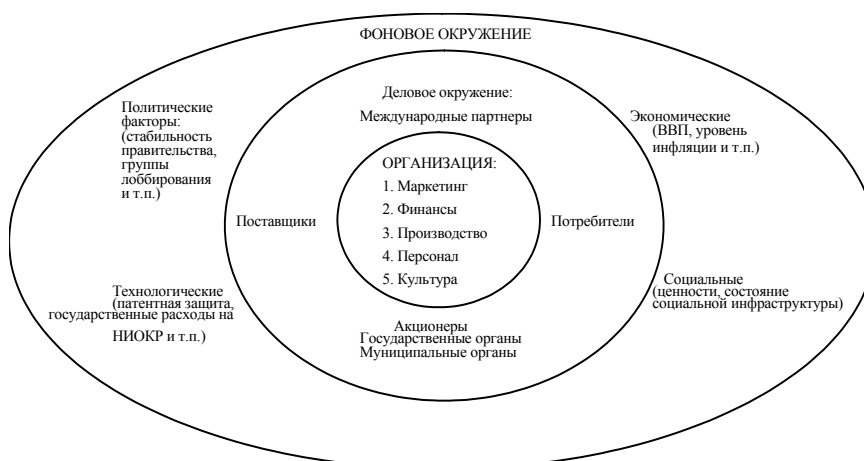 ФОНОВОЕ ОКРУЖЕНИЕ
Политические
факторы:
(стабильность
правительства,
группы
лоббирования
и т.п.)
Деловое окружение:
Международные партнеры
Экономические
(ВВП, уровень
инфляции и т.п.)
ОРГАНИЗАЦИЯ:
1. Маркетинг
2. Финансы
3. Производство
4. Персонал
5. Культура
Поставщики
Потребители
Технологические
(патентная защита,
государственные расходы на
НИОКР и т.п.)
Социальные
(ценности, состояние
социальной инфраструктуры)
Акционеры
Государственные органы
Муниципальные органы